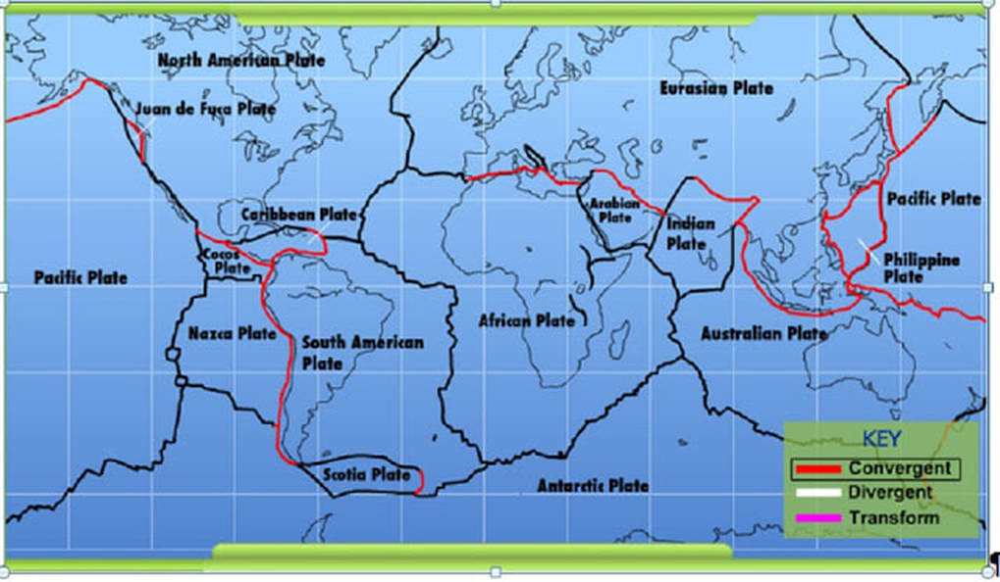 North American Plate
Eurasian Plate
Juan de Fuca Plate
Caribbean Plate
Arabian
Plate
Pacific Plate
Indian
Plate
Cocos
Plate
Philippine
Plate
Pacific Plate
African Plate
Nazca Plate
South American
Plate
Australian Plate
KEY
Convergent
Divergent
Transform
Scotia Plate
Antarctic Plate
¶